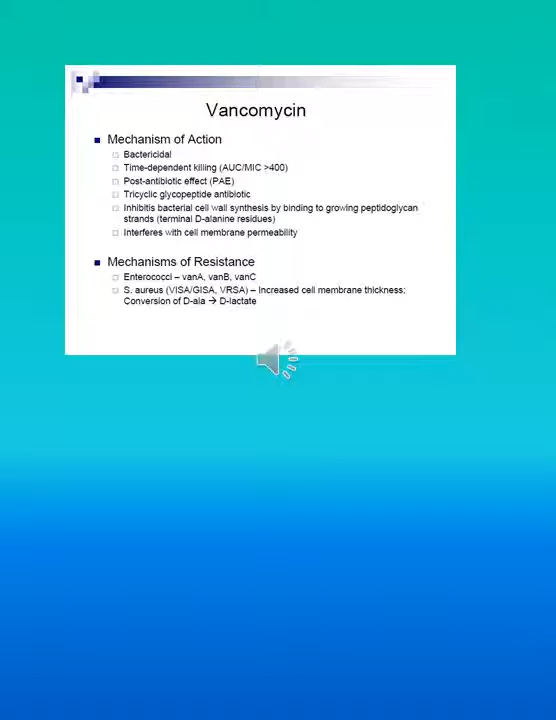 Vancomycin
Mechanism of Action
Bactericidal
Time-dependent killing (AUC/MIC >400)
Post-antibiotic effect (PAE)
Tricyclic glycopeptide antibiotic
Inhibitis bacterial cell wall synthesis by binding to growing peptidoglycan
strands (terminal D-alanine residues)
Interferes with cell membrane permeability
Mechanisms of Resistance
Enterococci – vanA, vanB, vanC
S. aureus (VISA/GISA, VRSA) – Increased cell membrane thickness;
Conversion of D-ala → D-lactate